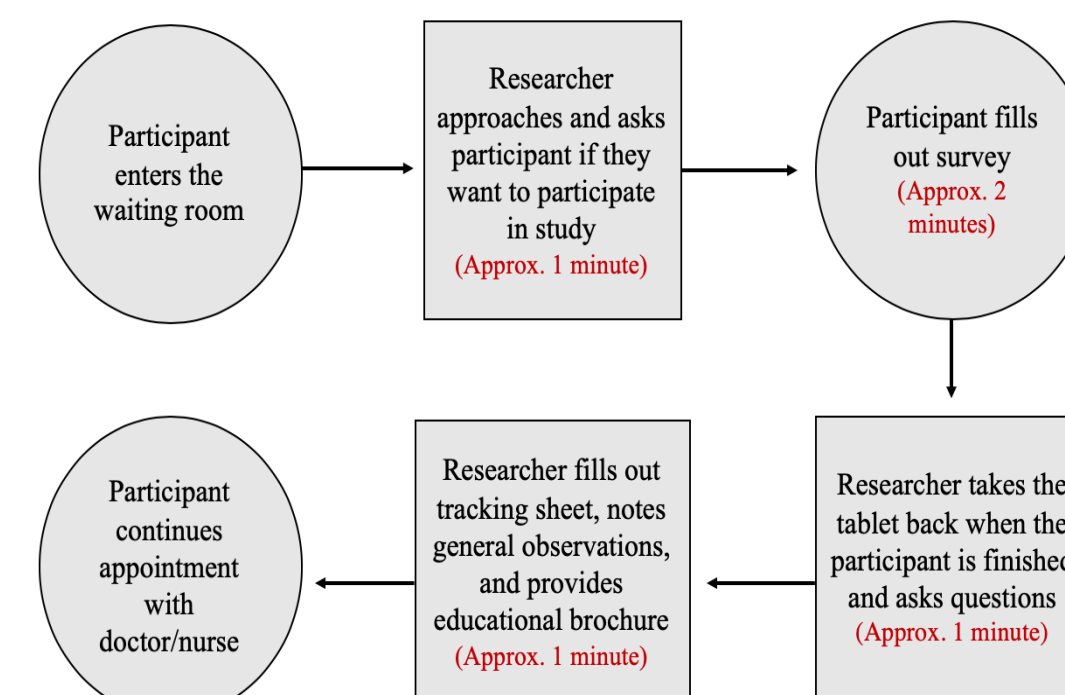 Participant
enters the
waiting room
Researcher
approaches and asks
participant if they
want to participate
in study
(Approx. 1 minute)
Participant fills
out survey
(Approx. 2
minutes)
Researcher takes the
tablet back when the
participant is finished
and asks questions
(Approx. 1 minute)
Researcher fills out
tracking sheet, notes
general observations,
and provides
educational brochure
(Approx. 1 minute)
Participant
continues
appointment
with
doctor/nurse